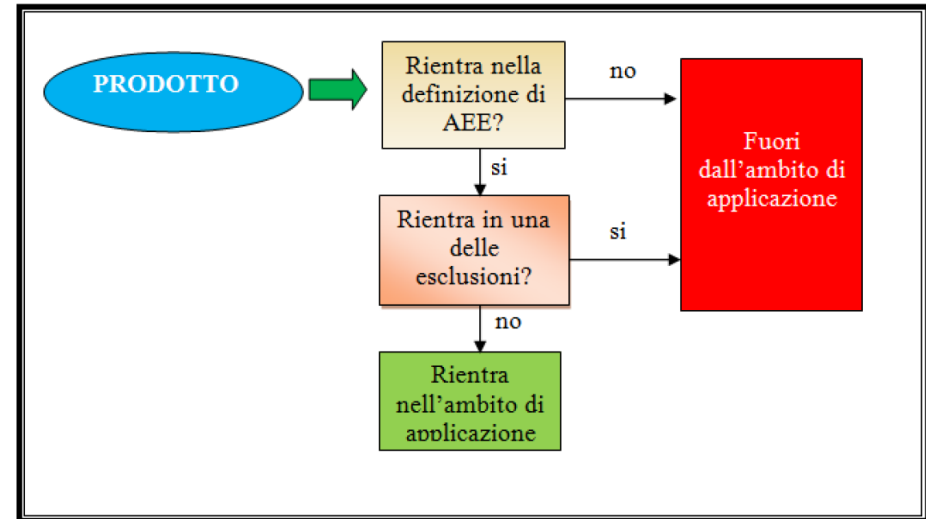 PRODOTTO
Rientra nella
definizione di
AEE?
no
si
Fuori
dall’ambito di
applicazione
Rientra in una
delle
esclusioni?
si
no
Rientra
nell’ambito di
applicazione